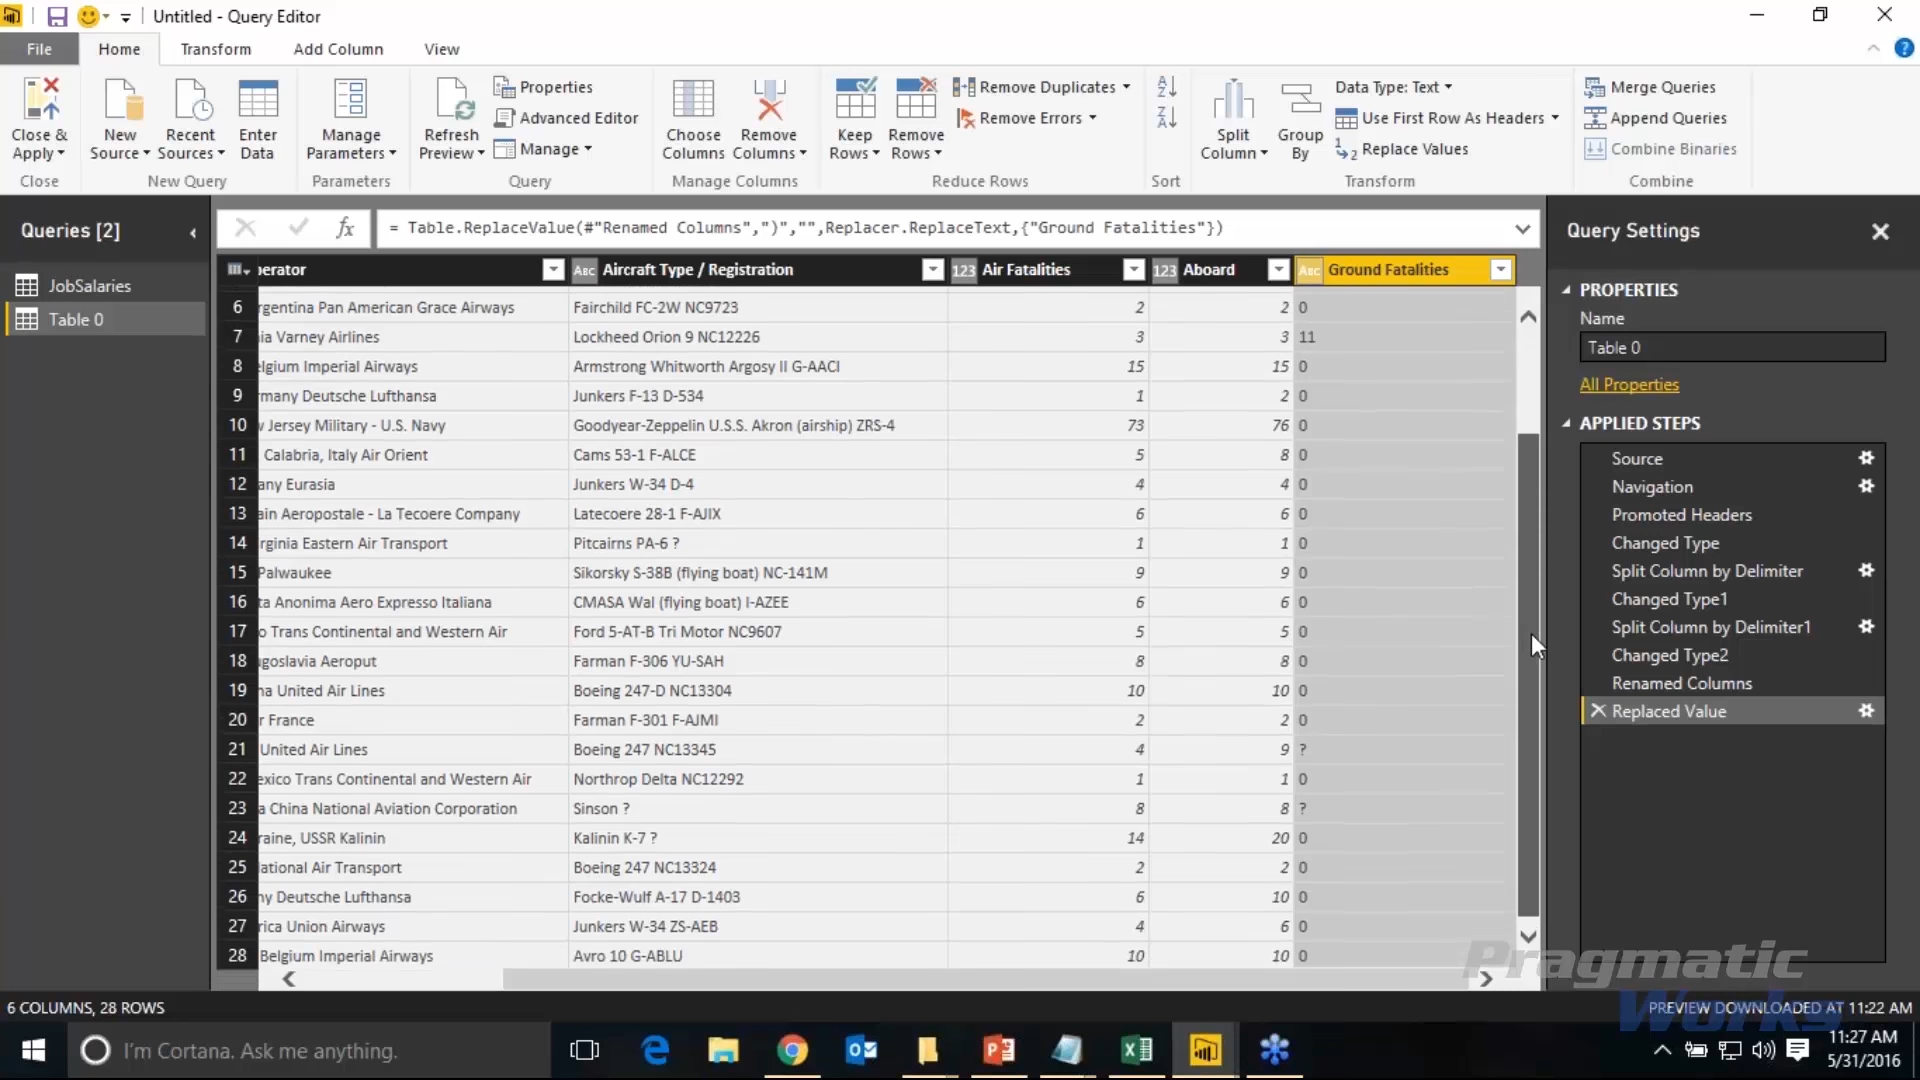 Untitled - Query Editor
File Home Transform Add Column View
Close & Apply
Close
New Source
Recent Sources
Enter Data
New Query
Manage Parameters
Parameters
Refresh Preview
Properties
Advanced Editor
Manage
Query
Choose Columns
Remove Columns
Manage Columns
Keep Rows
Remove Rows
Remove Duplicates
Remove Errors
Reduce Rows
Sort
Split Column
Group By
Data Type: Text
Use First Row As Headers
Replace Values
Transform
Merge Queries
Append Queries
Combine Binaries
Combine
Queries [2]
JobSalaries
Table 0
fx = Table.ReplaceValue(#"Renamed Columns",")","",Replacer.ReplaceText,{"Ground Fatalities"})
perator ABC Aircraft Type / Registration 123 Air Fatalities 123 Aboard ABC Ground Fatalities
6 rgentina Pan American Grace Airways Fairchild FC-2W NC9723 2 2 0
7 ia Varney Airlines Lockheed Orion 9 NC12226 3 3 11
8 elgium Imperial Airways Armstrong Whitworth Argosy II G-AACI 15 15 0
9 rmany Deutsche Lufthansa Junkers F-13 D-534 1 2 0
10 v Jersey Military - U.S. Navy Goodyear-Zeppelin U.S.S. Akron (airship) ZRS-4 73 76 0
11 Calabria, Italy Air Orient Cams 53-1 F-ALCE 5 8 0
12 any Eurasia Junkers W-34 D-4 4 4 0
13 ain Aeropostale - La Tecoere Company Latecoere 28-1 F-AJIX 6 6 0
14 rginia Eastern Air Transport Pitcairns PA-6 ? 1 1 0
15 Palwaukee Sikorsky S-38B (flying boat) NC-141M 9 9 0
16 ta Anonima Aero Expresso Italiana CMASA Wal (flying boat) I-AZEE 6 6 0
17 o Trans Continental and Western Air Ford 5-AT-B Tri Motor NC9607 5 5 0
18 ugoslavia Aeroput Farman F-306 YU-SAH 8 8 0
19 na United Air Lines Boeing 247-D NC13304 10 10 0
20 r France Farman F-301 F-AJMI 2 2 0
21 United Air Lines Boeing 247 NC13345 4 9 ?
22 exico Trans Continental and Western Air Northrop Delta NC12292 1 1 0
23 a China National Aviation Corporation Sinson ? 8 8 ?
24 raine, USSR Kalinin Kalinin K-7 ? 14 20 0
25 lational Air Transport Boeing 247 NC13324 2 2 0
26 ny Deutsche Lufthansa Focke-Wulf A-17 D-1403 6 10 0
27 rica Union Airways Junkers W-34 ZS-AEB 4 6 0
28 Belgium Imperial Airways Avro 10 G-ABLU 10 10 0
Query Settings
PROPERTIES
Name
Table 0
All Properties
APPLIED STEPS
Source
Navigation
Promoted Headers
Changed Type
Split Column by Delimiter
Changed Type1
Split Column by Delimiter1
Changed Type2
Renamed Columns
Replaced Value
Pragmatic
Works
6 COLUMNS, 28 ROWS
PREVIEW DOWNLOADED AT 11:22 AM
I'm Cortana. Ask me anything.
11:27 AM
5/31/2016